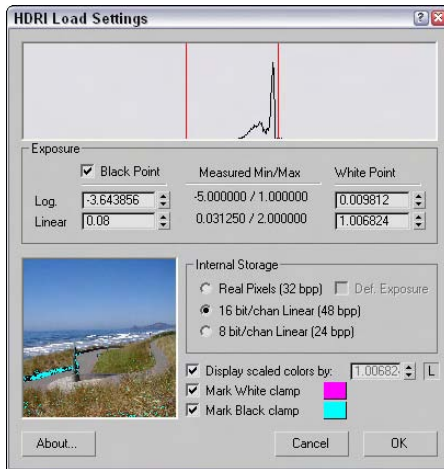 HDRI Load Settings
Exposure
Black Point Measured Min/Max White Point
Log. -3.643856 -5.000000 / 1.000000 0.009812
Linear 0.08 0.031250 / 2.000000 1.006824
Internal Storage
Real Pixels (32 bpp) Def. Exposure
16 bit/chan Linear (48 bpp)
8 bit/chan Linear (24 bpp)
Display scaled colors by: 1.00682 L
Mark White clamp
Mark Black clamp
About... Cancel OK